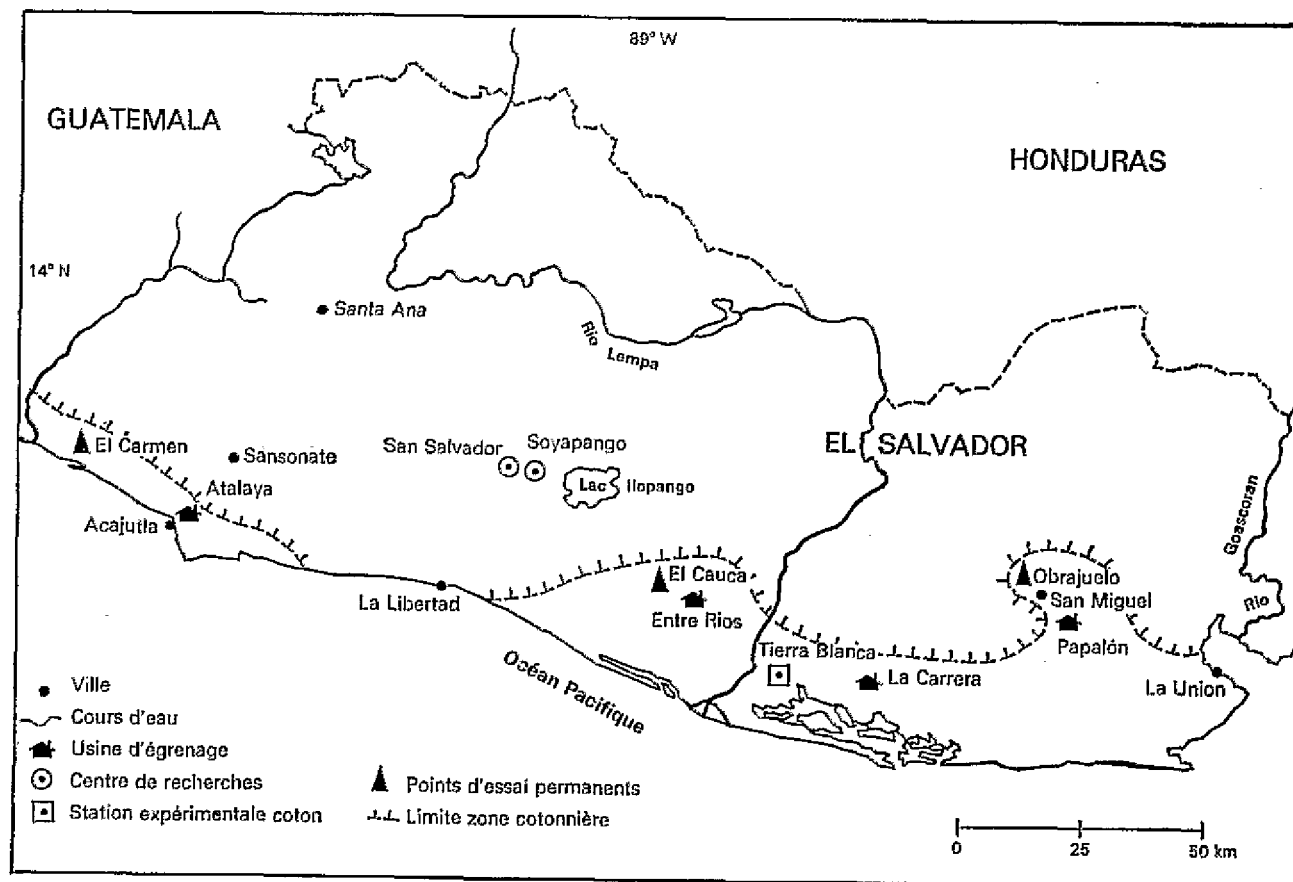 89° W
GUATEMALA
HONDURAS
14° N
Santa Ana
Rio Lempa
El Carmen
Sansonate
San Salvador
Soyapango
EL SALVADOR
Lac Ilopango
Atalaya
Acajutla
Goascoran
Rio
El Cauca
Obrajuelo
San Miguel
La Libertad
Entre Rios
Papalón
Tierra Blanca
La Carrera
La Union
Océan Pacifique
Ville
Cours d'eau
Usine d'égrenage
Centre de recherches
Station expérimentale coton
Points d'essai permanents
Limite zone cotonnière
0 25 50 km